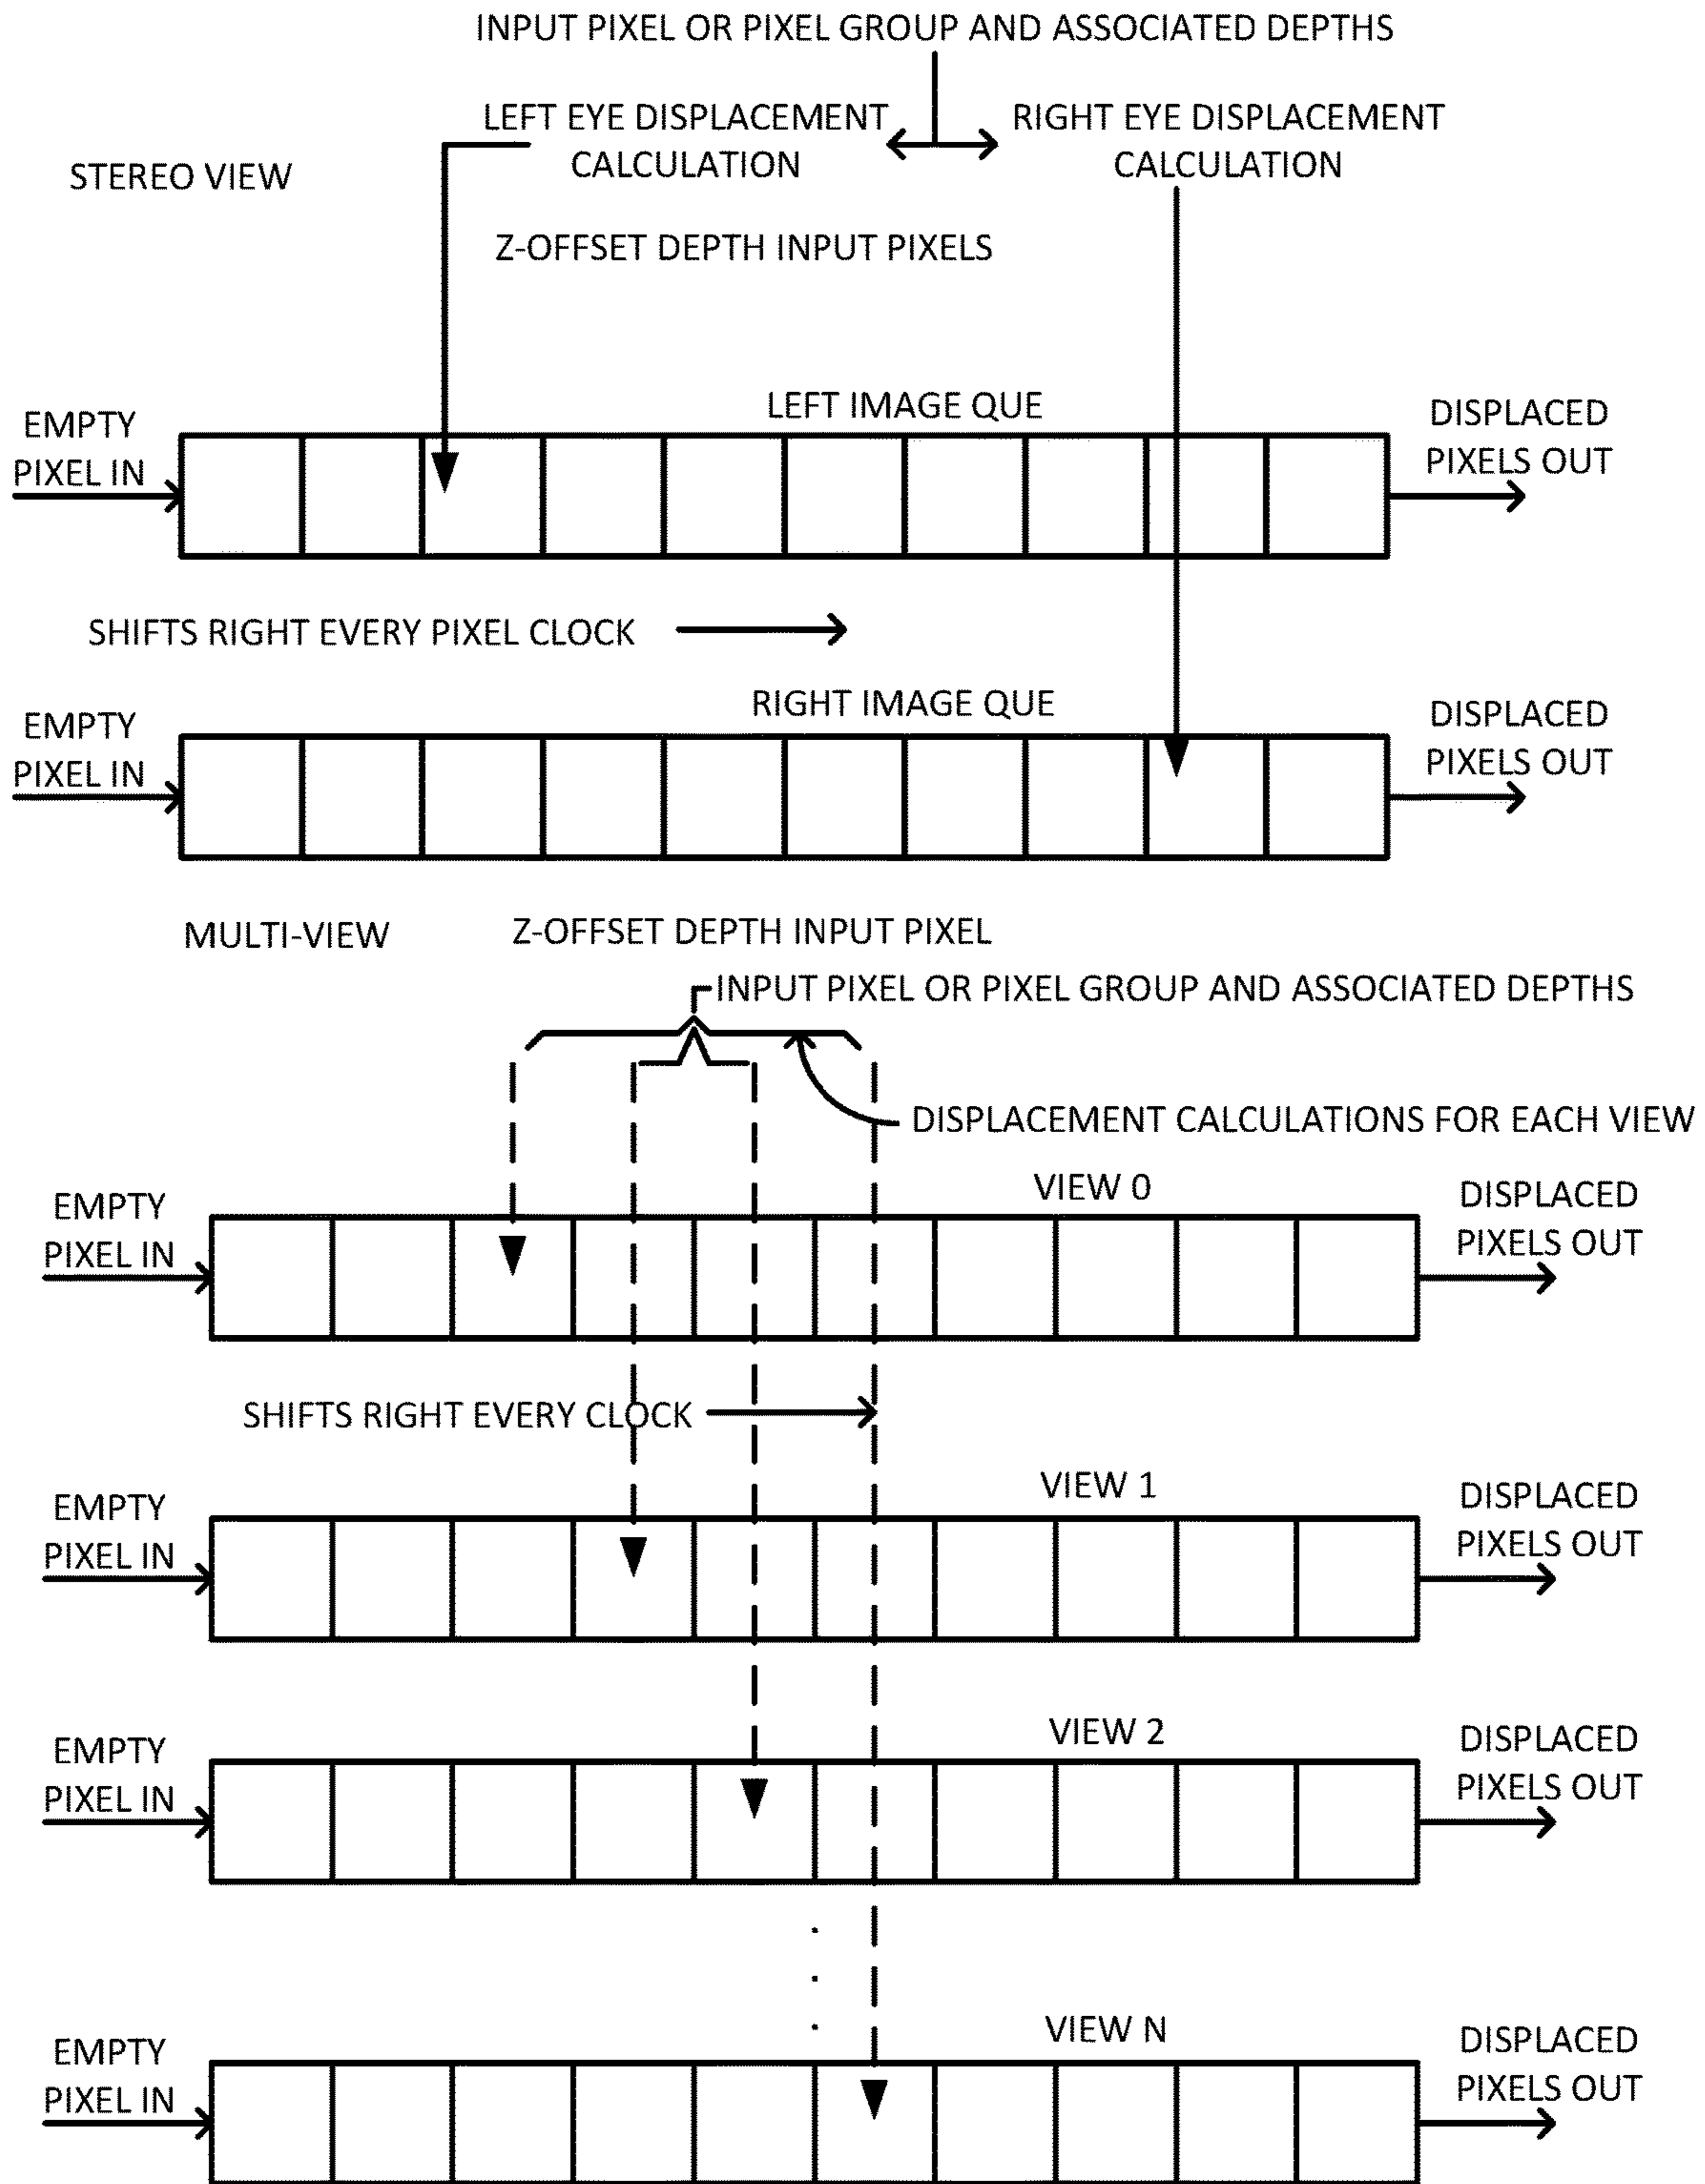 INPUT PIXEL OR PIXEL GROUP AND ASSOCIATED DEPTHS
LEFT EYE DISPLACEMENT
CALCULATION
RIGHT EYE DISPLACEMENT
CALCULATION
STEREO VIEW
Z-OFFSET DEPTH INPUT PIXELS
LEFT IMAGE QUE
EMPTY
PIXEL IN
DISPLACED
PIXELS OUT
SHIFTS RIGHT EVERY PIXEL CLOCK
RIGHT IMAGE QUE
EMPTY
PIXEL IN
DISPLACED
PIXELS OUT
MULTI-VIEW
Z-OFFSET DEPTH INPUT PIXEL
INPUT PIXEL OR PIXEL GROUP AND ASSOCIATED DEPTHS
DISPLACEMENT CALCULATIONS FOR EACH VIEW
VIEW 0
EMPTY
PIXEL IN
DISPLACED
PIXELS OUT
SHIFTS RIGHT EVERY CLOCK
VIEW 1
EMPTY
PIXEL IN
DISPLACED
PIXELS OUT
VIEW 2
EMPTY
PIXEL IN
DISPLACED
PIXELS OUT
VIEW N
EMPTY
PIXEL IN
DISPLACED
PIXELS OUT